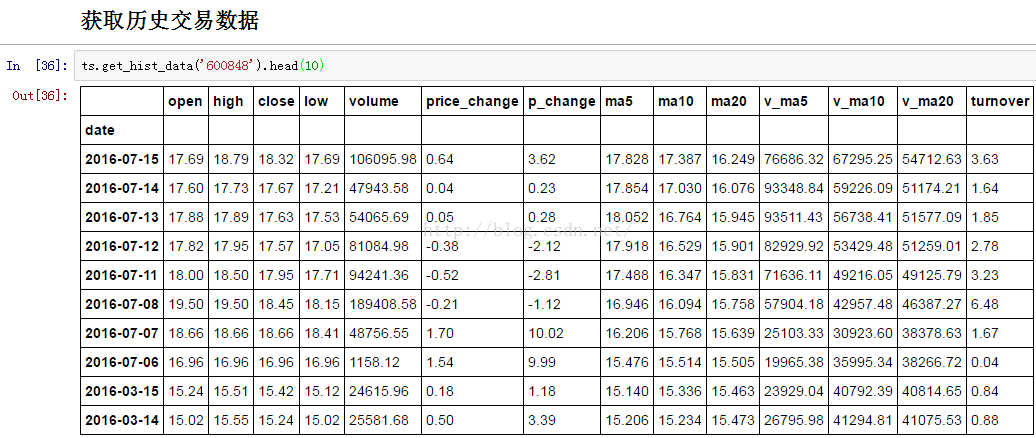 获取历史交易数据
In [36]: ts.get_hist_data('600848').head(10)
Out[36]:
open high close low volume price_change p_change ma5 ma10 ma20 v_ma5 v_ma10 v_ma20 turnover
date
2016-07-15 17.69 18.79 18.32 17.69 106095.98 0.64 3.62 17.828 17.387 16.249 76686.32 67295.25 54712.63 3.63
2016-07-14 17.60 17.73 17.67 17.21 47943.58 0.04 0.23 17.854 17.030 16.076 93348.84 59226.09 51174.21 1.64
2016-07-13 17.88 17.89 17.63 17.53 54065.69 0.05 0.28 18.052 16.764 15.945 93511.43 56738.41 51577.09 1.85
http://blog.csdn.net/
2016-07-12 17.82 17.95 17.57 17.05 81084.98 -0.38 -2.12 17.918 16.529 15.901 82929.92 53429.48 51259.01 2.78
2016-07-11 18.00 18.50 17.95 17.71 94241.36 -0.52 -2.81 17.488 16.347 15.831 71636.11 49216.05 49125.79 3.23
2016-07-08 19.50 19.50 18.45 18.15 189408.58 -0.21 -1.12 16.946 16.094 15.758 57904.18 42957.48 46387.27 6.48
2016-07-07 18.66 18.66 18.66 18.41 48756.55 1.70 10.02 16.206 15.768 15.639 25103.33 30923.60 38378.63 1.67
2016-07-06 16.96 16.96 16.96 16.96 1158.12 1.54 9.99 15.476 15.514 15.505 19965.38 35995.34 38266.72 0.04
2016-03-15 15.24 15.51 15.42 15.12 24615.96 0.18 1.18 15.140 15.336 15.463 23929.04 40792.39 40814.65 0.84
2016-03-14 15.02 15.55 15.24 15.02 25581.68 0.50 3.39 15.206 15.234 15.473 26795.98 41294.81 41075.53 0.88